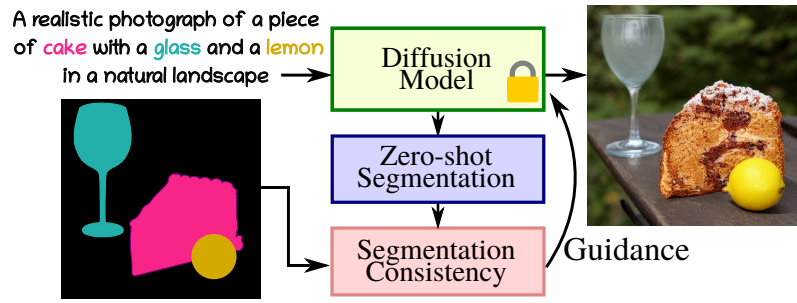 A realistic photograph of a piece
of cake with a glass and a lemon
in a natural landscape
Diffusion
Model
Zero-shot
Segmentation
Segmentation
Consistency
Guidance